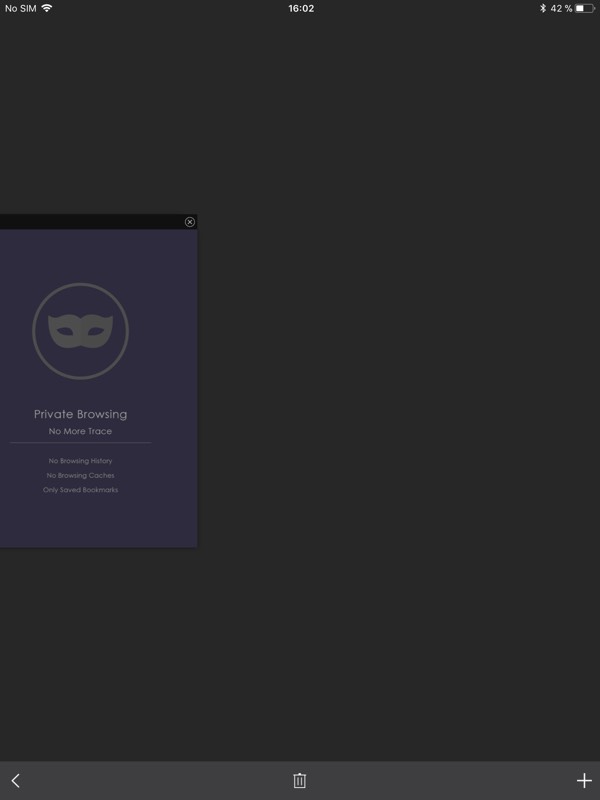 No SIM 16:02 42 %
Private Browsing
No More Trace
No Browsing History
No Browsing Caches
Only Saved Bookmarks